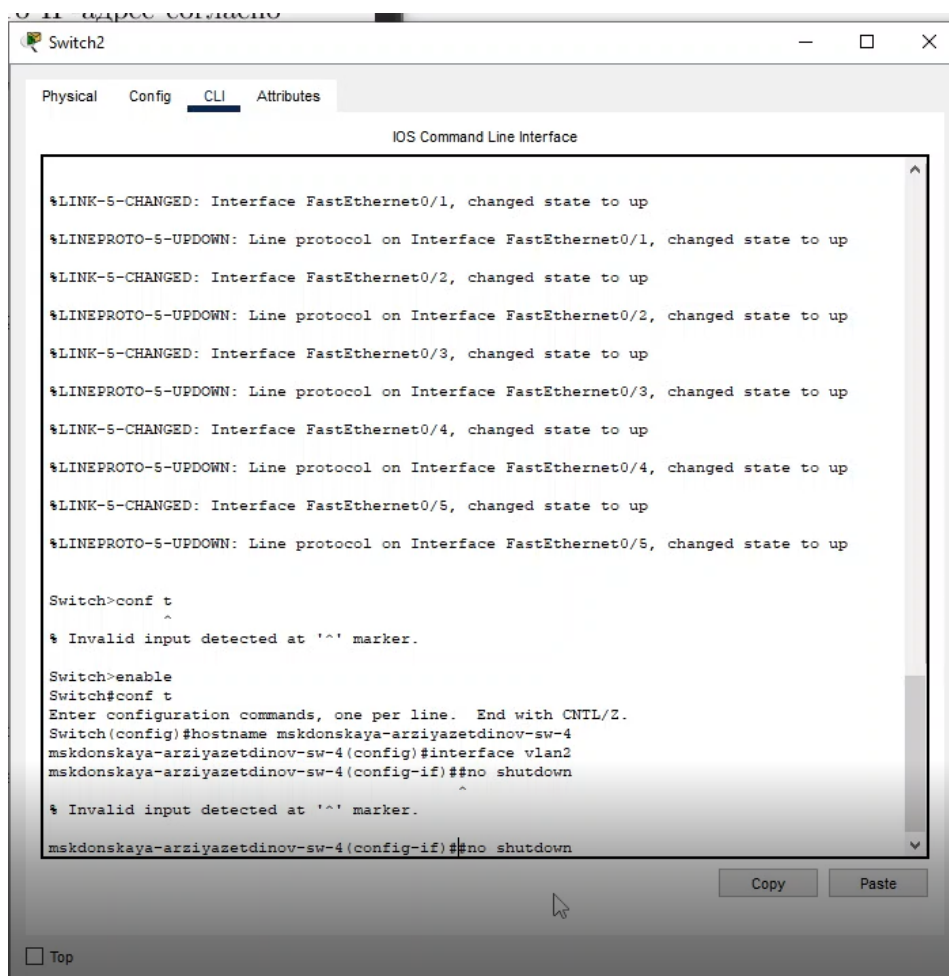 IP-адрес согласно
Switch2
Physical Config CLI Attributes
IOS Command Line Interface
%LINK-5-CHANGED: Interface FastEthernet0/1, changed state to up
%LINEPROTO-5-UPDOWN: Line protocol on Interface FastEthernet0/1, changed state to up
%LINK-5-CHANGED: Interface FastEthernet0/2, changed state to up
%LINEPROTO-5-UPDOWN: Line protocol on Interface FastEthernet0/2, changed state to up
%LINK-5-CHANGED: Interface FastEthernet0/3, changed state to up
%LINEPROTO-5-UPDOWN: Line protocol on Interface FastEthernet0/3, changed state to up
%LINK-5-CHANGED: Interface FastEthernet0/4, changed state to up
%LINEPROTO-5-UPDOWN: Line protocol on Interface FastEthernet0/4, changed state to up
%LINK-5-CHANGED: Interface FastEthernet0/5, changed state to up
%LINEPROTO-5-UPDOWN: Line protocol on Interface FastEthernet0/5, changed state to up
Switch>conf t
^
% Invalid input detected at '^' marker.
Switch>enable
Switch#conf t
Enter configuration commands, one per line. End with CNTL/Z.
Switch(config)#hostname mskdonskaya-arziyazetdinov-sw-4
mskdonskaya-arziyazetdinov-sw-4(config)#interface vlan2
mskdonskaya-arziyazetdinov-sw-4(config-if)##no shutdown
^
% Invalid input detected at '^' marker.
mskdonskaya-arziyazetdinov-sw-4(config-if)##no shutdown
Copy Paste
Top